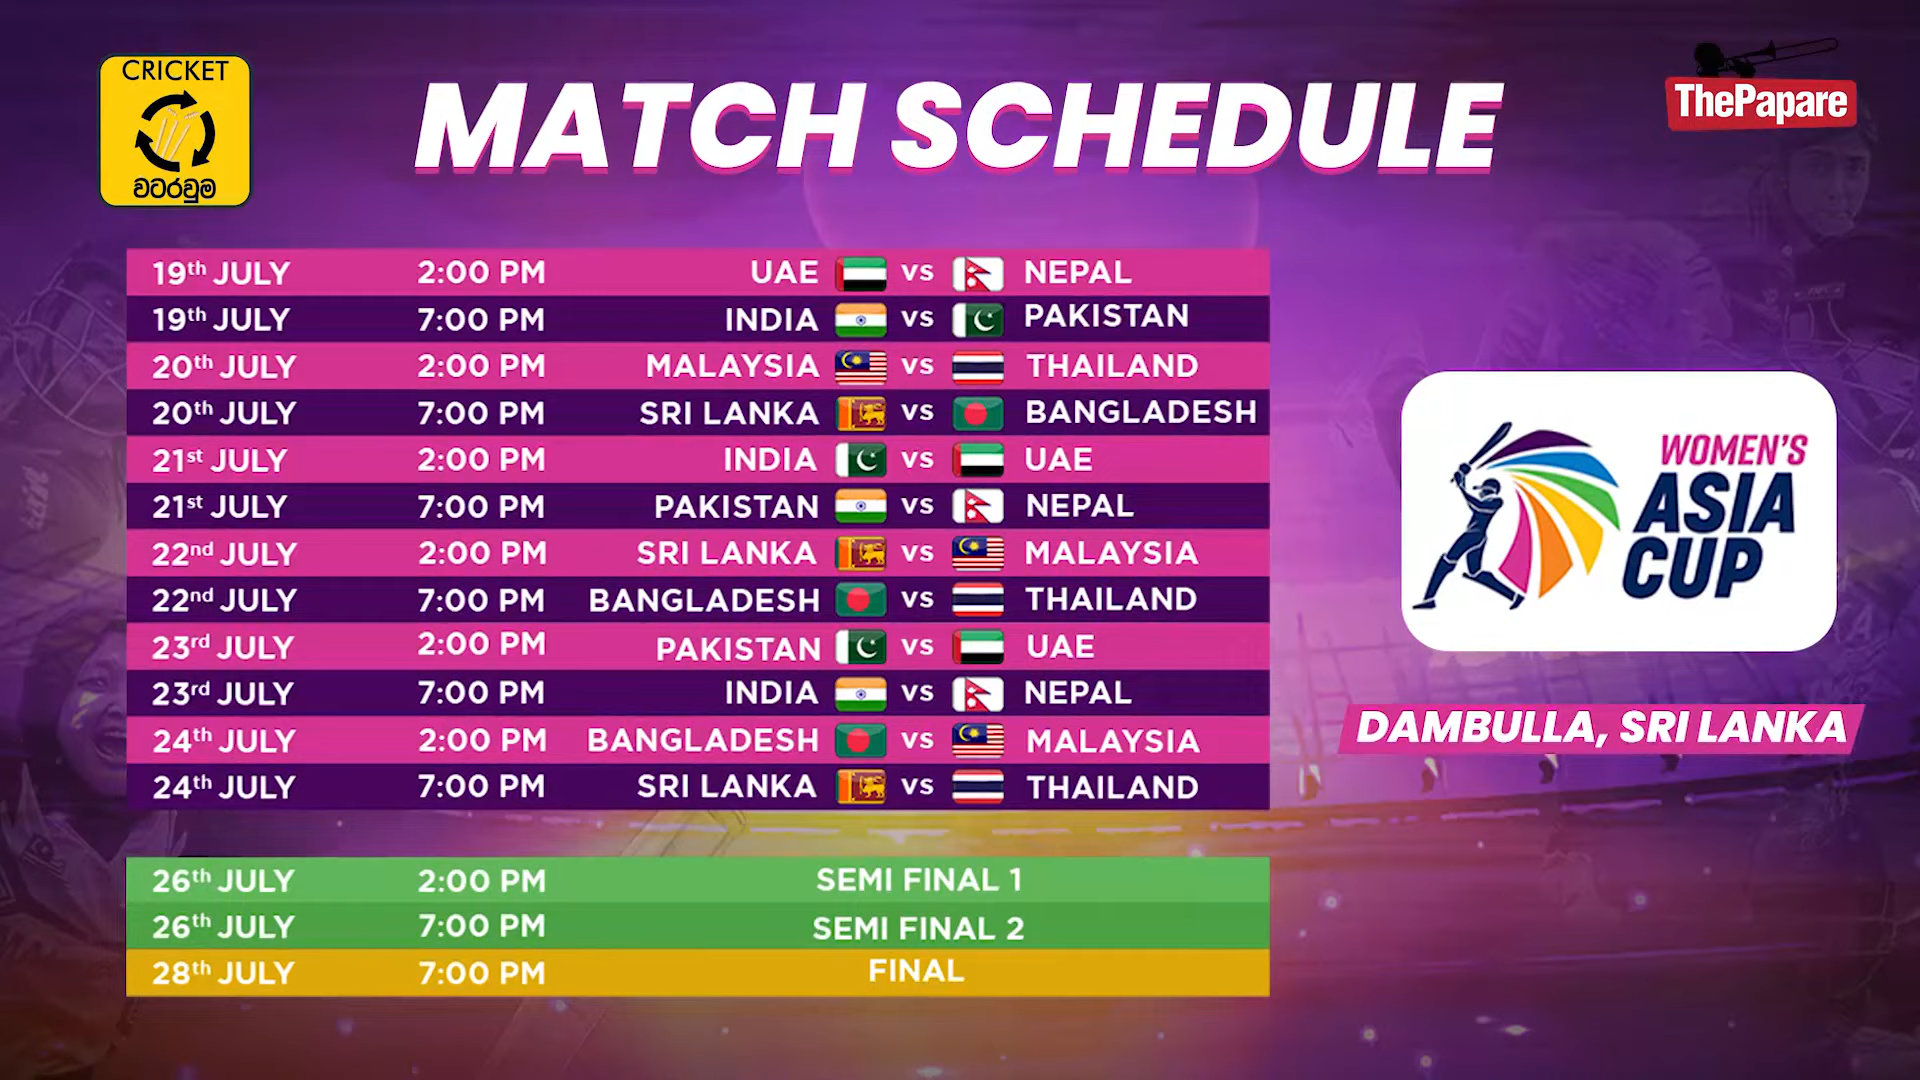 CRICKET
වටරවුම
MATCH SCHEDULE
ThePapare
19th JULY 2:00 PM UAE vs NEPAL
19th JULY 7:00 PM INDIA vs PAKISTAN
20th JULY 2:00 PM MALAYSIA vs THAILAND
20th JULY 7:00 PM SRI LANKA vs BANGLADESH
21st JULY 2:00 PM INDIA vs UAE
21st JULY 7:00 PM PAKISTAN vs NEPAL
22nd JULY 2:00 PM SRI LANKA vs MALAYSIA
22nd JULY 7:00 PM BANGLADESH vs THAILAND
23rd JULY 2:00 PM PAKISTAN vs UAE
23rd JULY 7:00 PM INDIA vs NEPAL
24th JULY 2:00 PM BANGLADESH vs MALAYSIA
24th JULY 7:00 PM SRI LANKA vs THAILAND
26th JULY 2:00 PM SEMI FINAL 1
26th JULY 7:00 PM SEMI FINAL 2
28th JULY 7:00 PM FINAL
WOMEN'S
ASIA
CUP
DAMBULLA, SRI LANKA